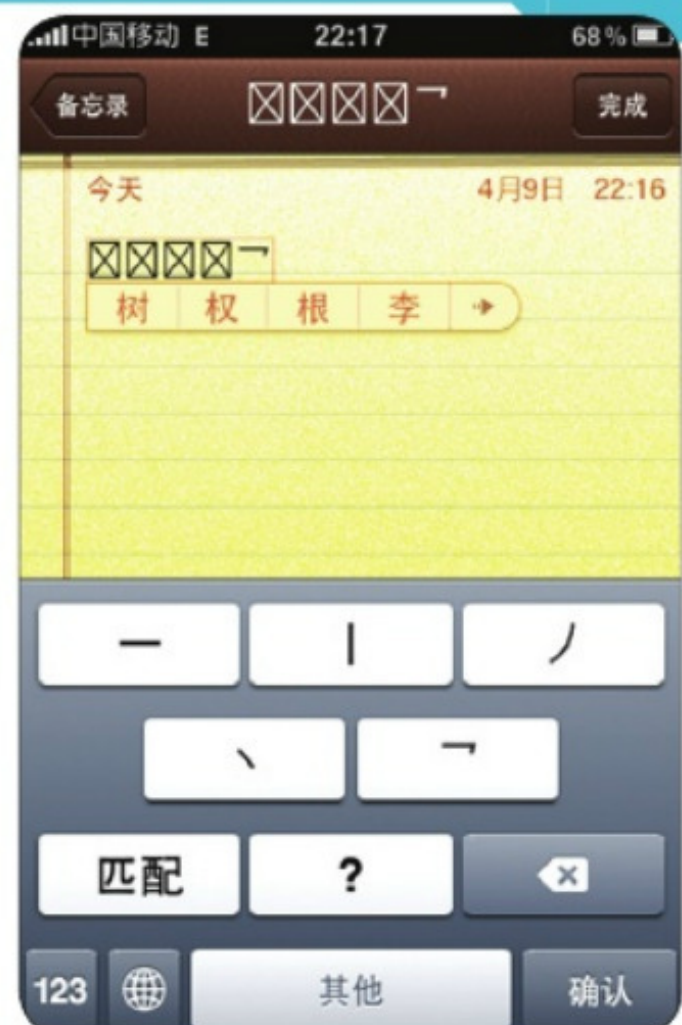 中国移动 E 22:17 68%
备忘录 ☒☒☒☒㇖ 完成
今天 4月9日 22:16
☒☒☒☒㇖
树 权 根 李
一 丨 丿
丶 ㇖
匹配 ?
123 其他 确认